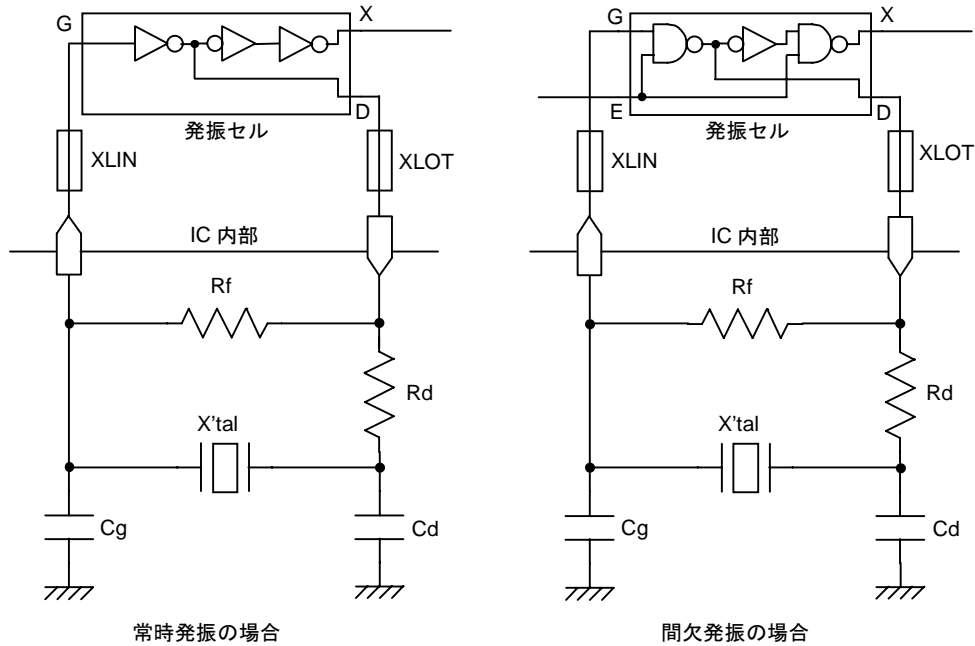 G
X
D
発振セル
XLIN
XLOT
IC 内部
Rf
Rd
X'tal
Cg
Cd
常時発振の場合
G
X
E
D
発振セル
XLIN
XLOT
IC 内部
Rf
Rd
X'tal
Cg
Cd
間欠発振の場合